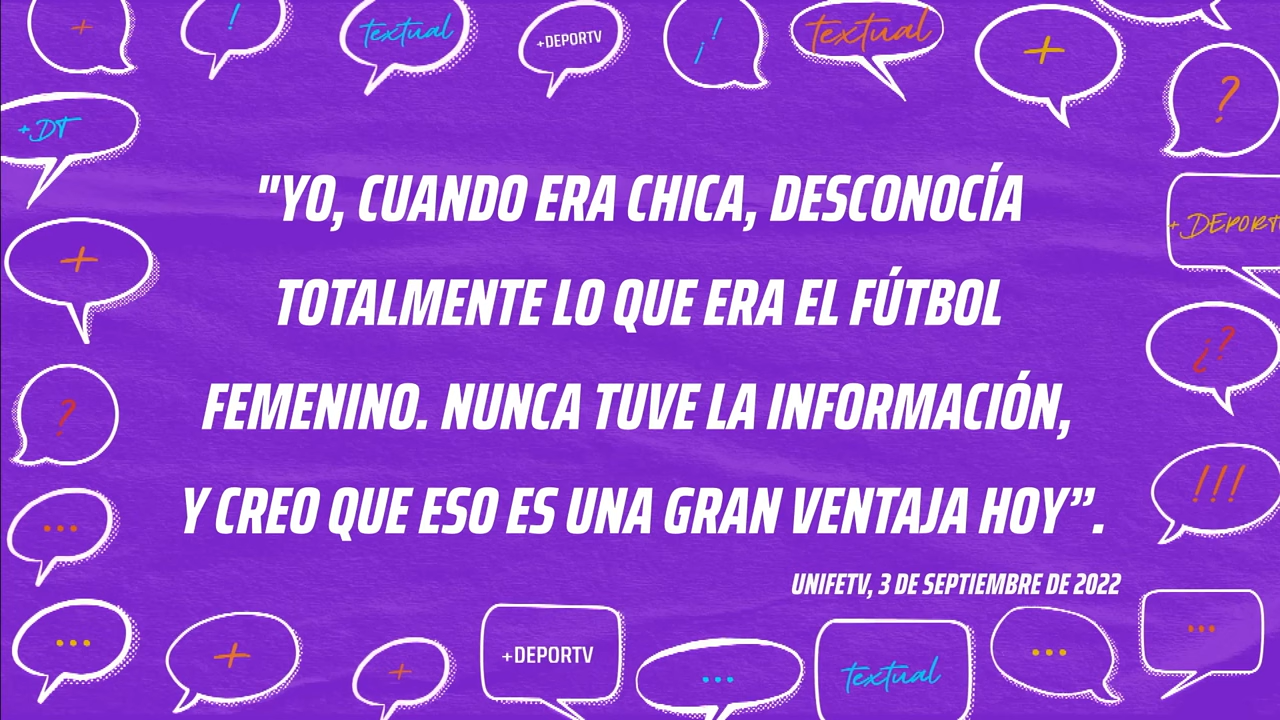 +
!
textual
+DEPORTV
¡!
textual
+
?
+DT
+DEPORT
"YO, CUANDO ERA CHICA, DESCONOCÍA
TOTALMENTE LO QUE ERA EL FÚTBOL
FEMENINO. NUNCA TUVE LA INFORMACIÓN,
Y CREO QUE ESO ES UNA GRAN VENTAJA HOY”.
UNIFETV, 3 DE SEPTIEMBRE DE 2022
+
¿?
?
!!!
...
...
+
+
+DEPORTV
...
textual
...
...